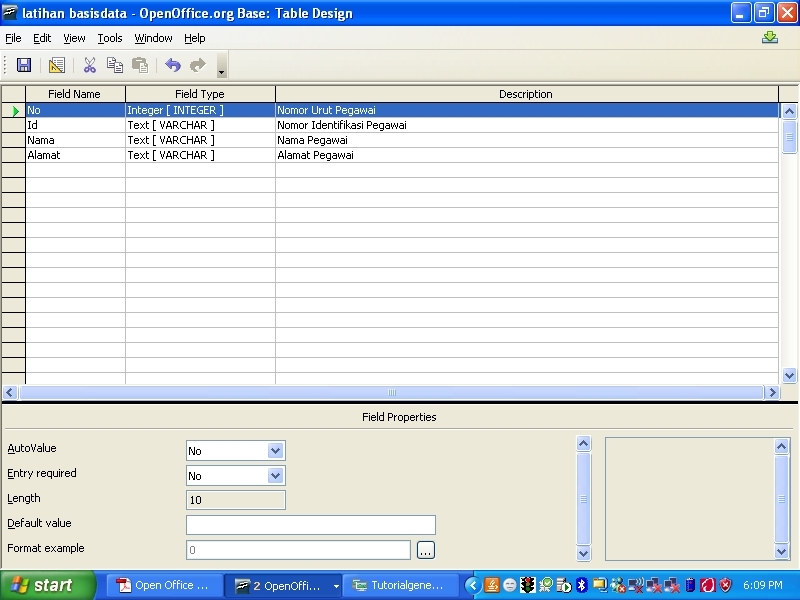 latihan basisdata - OpenOffice.org Base: Table Design
File Edit View Tools Window Help
Field Name Field Type Description
No Integer [ INTEGER ] Nomor Urut Pegawai
Id Text [ VARCHAR ] Nomor Identifikasi Pegawai
Nama Text [ VARCHAR ] Nama Pegawai
Alamat Text [ VARCHAR ] Alamat Pegawai
Field Properties
AutoValue No
Entry required No
Length 10
Default value
Format example 0 ...
start Open Office ... 2 OpenOffi... Tutorialgene... 6:09 PM